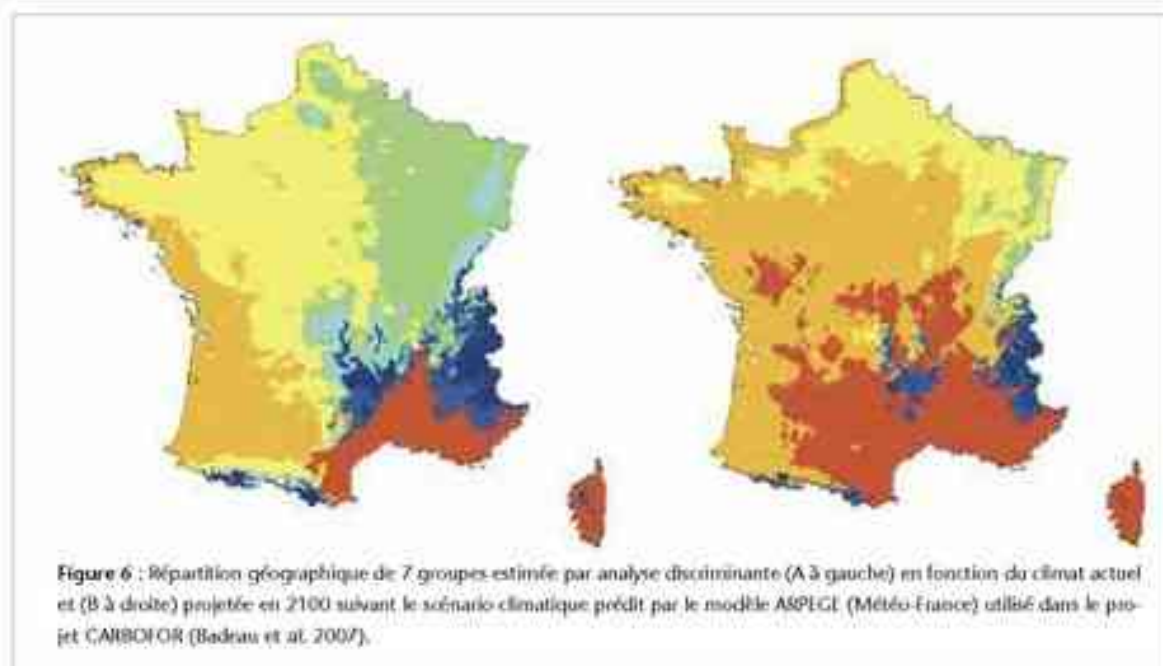 Figure 6 : Répartition géographique de 7 groupes estimée par analyse discriminante (A à gauche) en fonction du climat actuel
et (B à droite) projetée en 2100 suivant le scénario climatique prédit par le modèle ARPEGE (Météo-France) utilisé dans le pro-
jet CARBOFOR (Badeau et al. 2007).